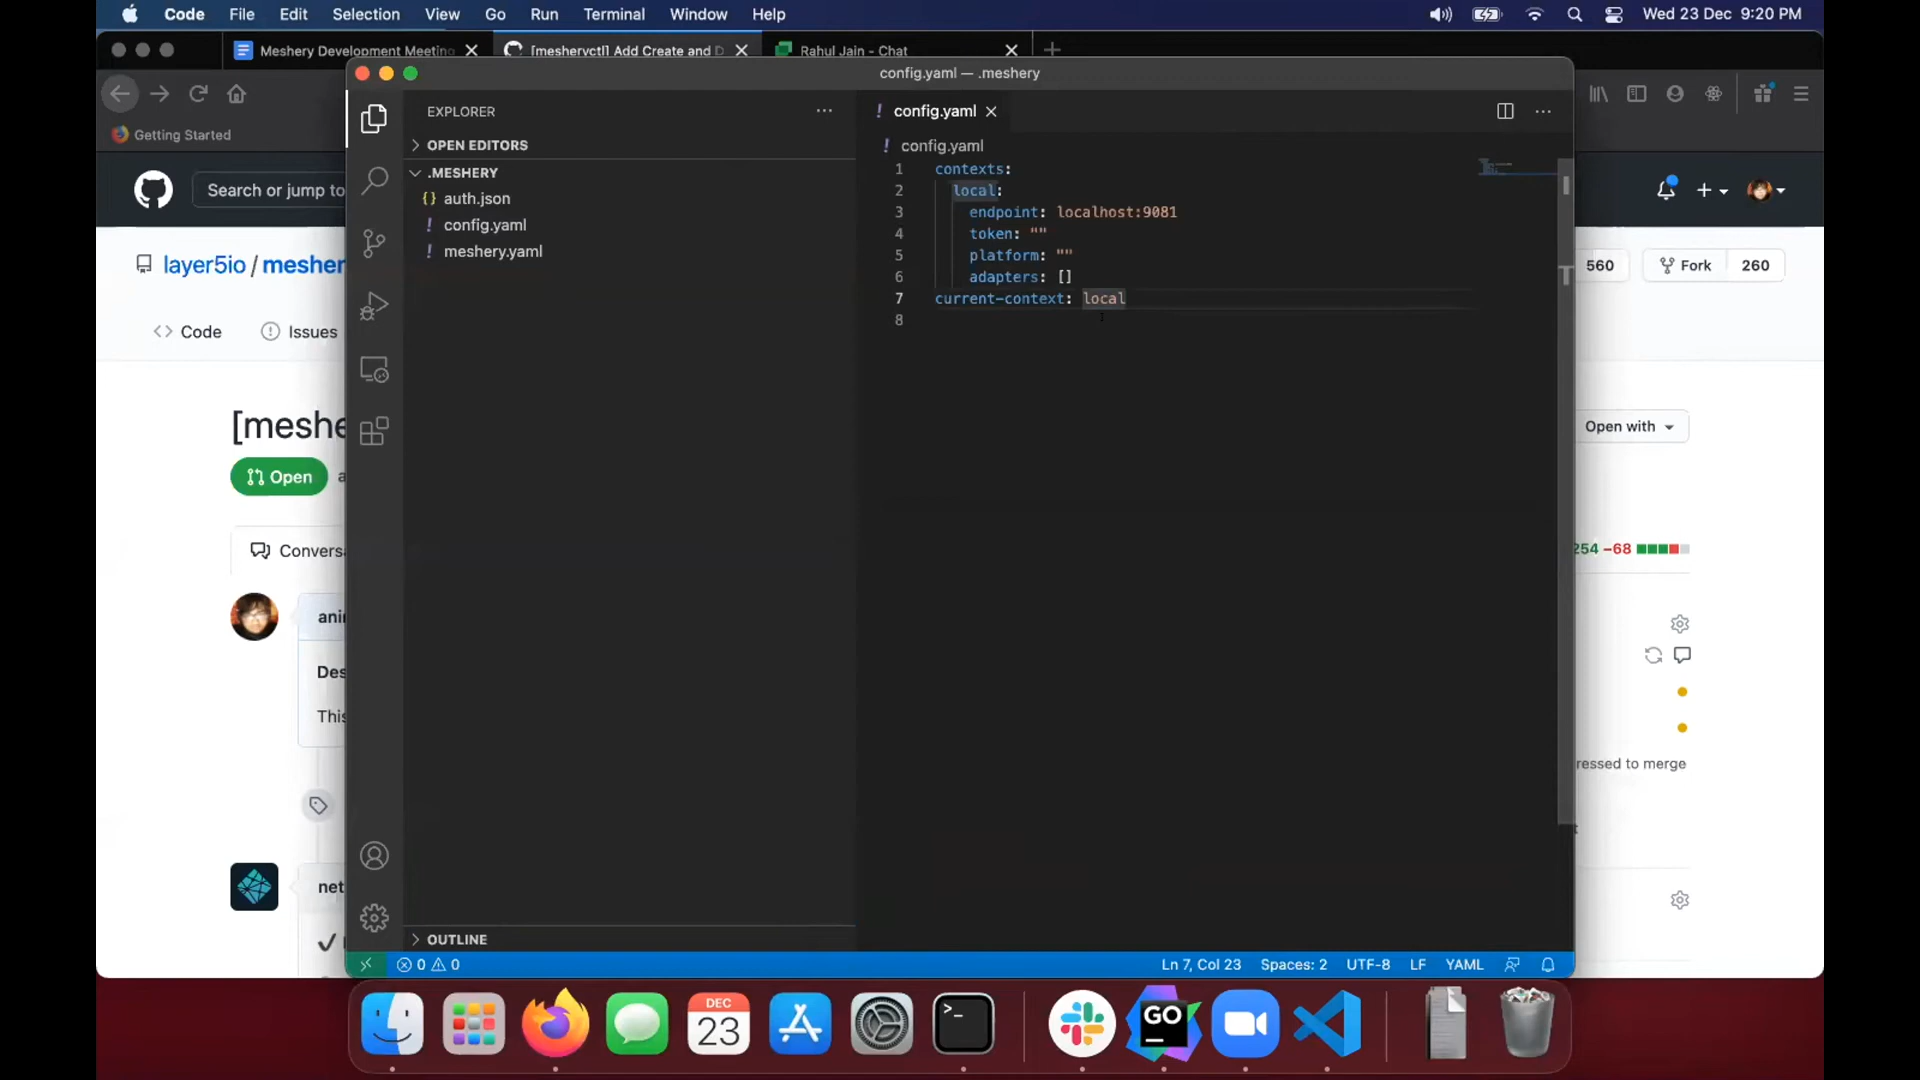 Code File Edit Selection View Go Run Terminal Window Help Wed 23 Dec 9:20 PM
Meshery Development Meeting [mesheryctl] Add Create and D Rahul Jain - Chat
config.yaml — .meshery
Getting Started
EXPLORER
OPEN EDITORS
.MESHERY
auth.json
config.yaml
meshery.yaml
OUTLINE
config.yaml
config.yaml
1 contexts:
2 local:
3 endpoint: localhost:9081
4 token: ""
5 platform: ""
6 adapters: []
7 current-context: local
8
Search or jump to
layer5io / mesher
560 Fork 260
Code Issues
[meshe
Open with
Open a
Conversa
254 −68
ani
Des
This
ressed to merge
net
0 0 Ln 7, Col 23 Spaces: 2 UTF-8 LF YAML
DEC
23
>_
GO